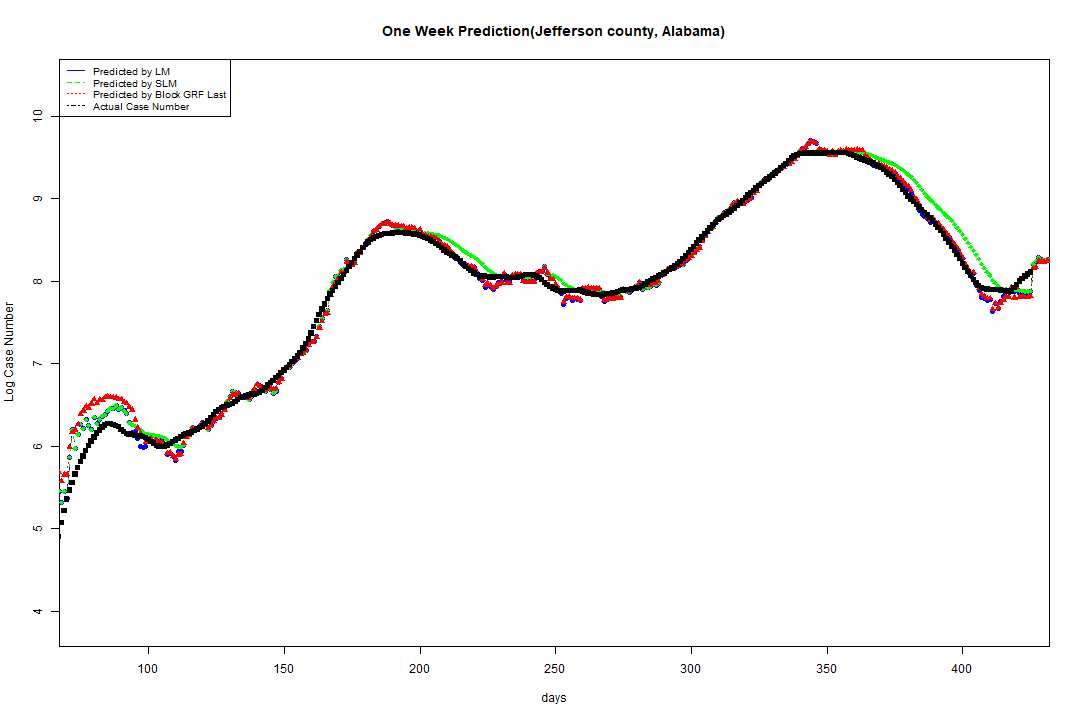 One Week Prediction(Jefferson county, Alabama)
Predicted by LM
Predicted by SLM
Predicted by Block GRF Last
Actual Case Number
10
9
8
7
6
5
4
Log Case Number
100 150 200 250 300 350 400
days